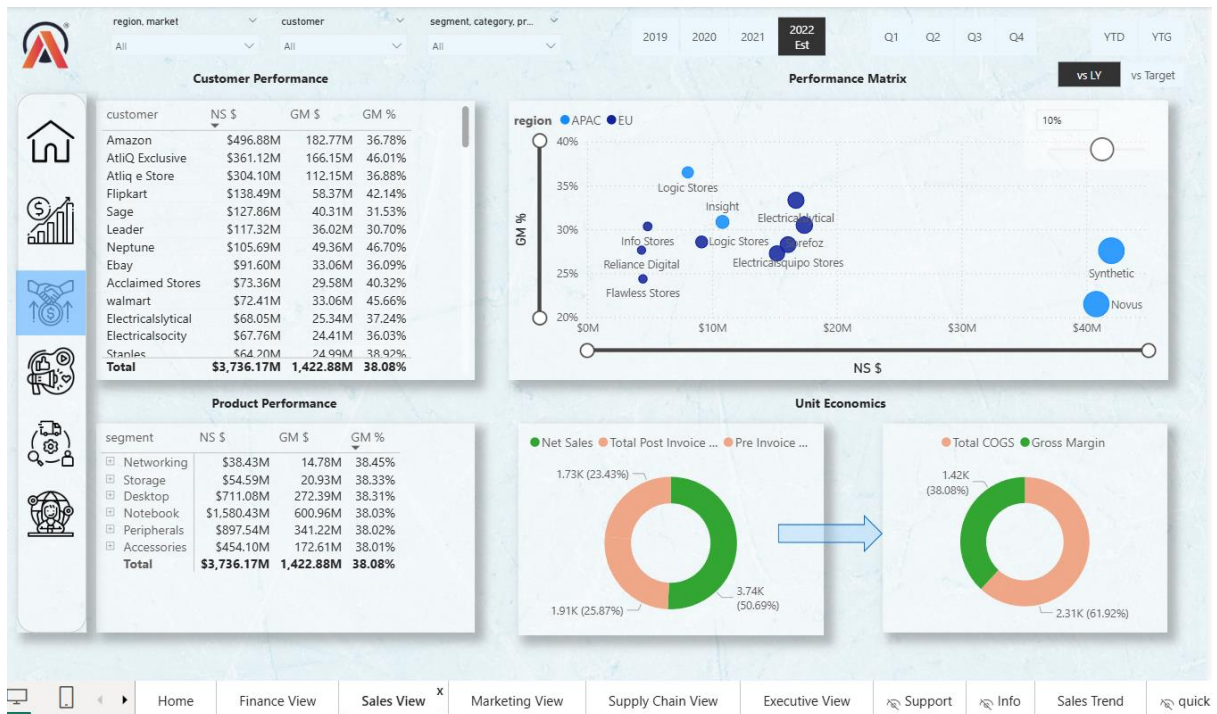 region, market customer segment, category, pr...
All All All
2019 2020 2021 2022 Est Q1 Q2 Q3 Q4 YTD YTG
vs LY vs Target
Customer Performance
customer NS $ GM $ GM %
Amazon $496.88M 182.77M 36.78%
AtliQ Exclusive $361.12M 166.15M 46.01%
Atliq e Store $304.10M 112.15M 36.88%
Flipkart $138.49M 58.37M 42.14%
Sage $127.86M 40.31M 31.53%
Leader $117.32M 36.02M 30.70%
Neptune $105.69M 49.36M 46.70%
Ebay $91.60M 33.06M 36.09%
Acclaimed Stores $73.36M 29.58M 40.32%
walmart $72.41M 33.06M 45.66%
Electricalslytical $68.05M 25.34M 37.24%
Electricalsocity $67.76M 24.41M 36.03%
Staples $64.20M 24.99M 38.92%
Total $3,736.17M 1,422.88M 38.08%
Performance Matrix
region APAC EU
10%
GM %
40%
35%
30%
25%
20%
Logic Stores
Insight
Info Stores
Logic Stores
Reliance Digital
Electricalsquipo Stores
Flawless Stores
Synthetic
Novus
$0M $10M $20M $30M $40M
NS $
Product Performance
segment NS $ GM $ GM %
Networking $38.43M 14.78M 38.45%
Storage $54.59M 20.93M 38.33%
Desktop $711.08M 272.39M 38.31%
Notebook $1,580.43M 600.96M 38.03%
Peripherals $897.54M 341.22M 38.02%
Accessories $454.10M 172.61M 38.01%
Total $3,736.17M 1,422.88M 38.08%
Unit Economics
Net Sales Total Post Invoice ... Pre Invoice ...
1.73K (23.43%)
1.91K (25.87%)
3.74K
(50.69%)
Total COGS Gross Margin
1.42K
(38.08%)
2.31K (61.92%)
Home Finance View Sales View X Marketing View Supply Chain View Executive View Support Info Sales Trend quick